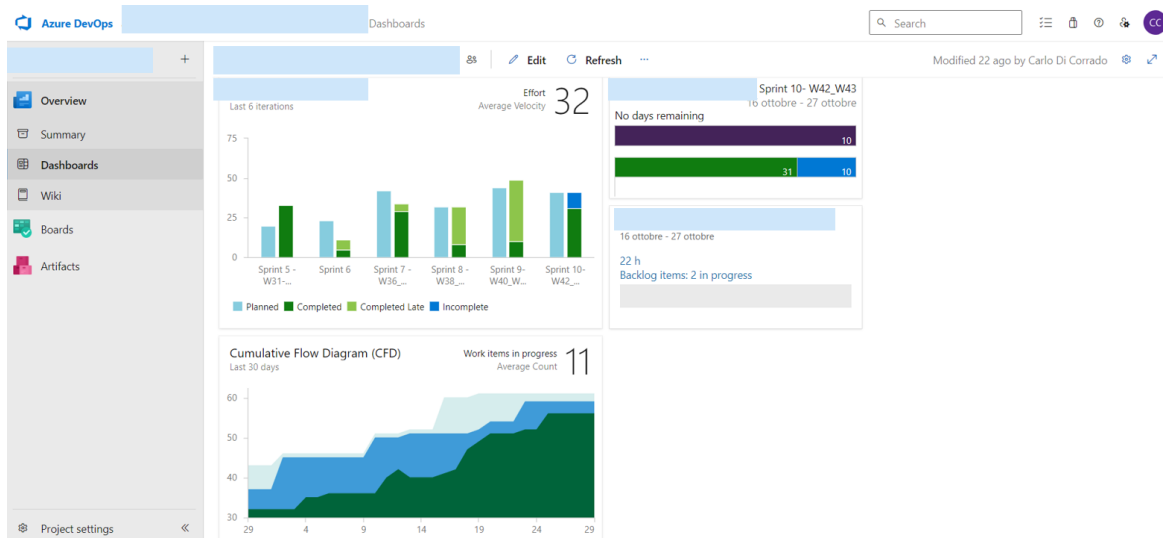 Azure DevOps
Dashboards
Search
CC
Edit
Refresh
Modified 22 ago by Carlo Di Corrado
Overview
Summary
Dashboards
Wiki
Boards
Artifacts
Project settings
Last 6 iterations
Effort
Average Velocity
32
75
50
25
0
Sprint 5 -
W31-...
Sprint 6
Sprint 7 -
W36_...
Sprint 8 -
W38_...
Sprint 9-
W40_W...
Sprint 10-
W42_...
Planned
Completed
Completed Late
Incomplete
Sprint 10- W42_W43
16 ottobre - 27 ottobre
No days remaining
10
31
10
16 ottobre - 27 ottobre
22 h
Backlog items: 2 in progress
Cumulative Flow Diagram (CFD)
Last 30 days
Work items in progress
Average Count
11
60
50
40
30
29
4
9
14
19
24
29